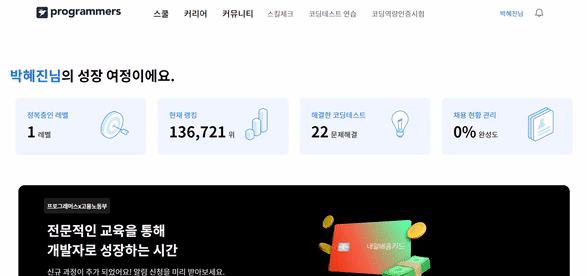 programmers 스쿨 커리어 커뮤니티 스킬체크 코딩테스트 연습 코딩역량인증시험 박혜진님
박혜진님의 성장 여정이에요.
정복중인 레벨
1 레벨
현재 랭킹
136,721 위
해결한 코딩테스트
22 문제해결
채용 현황 관리
0% 완성도
프로그래머스x고용노동부
전문적인 교육을 통해
개발자로 성장하는 시간
신규 과정이 추가 되었어요! 알림 신청을 미리 받아보세요.
내일배움카드